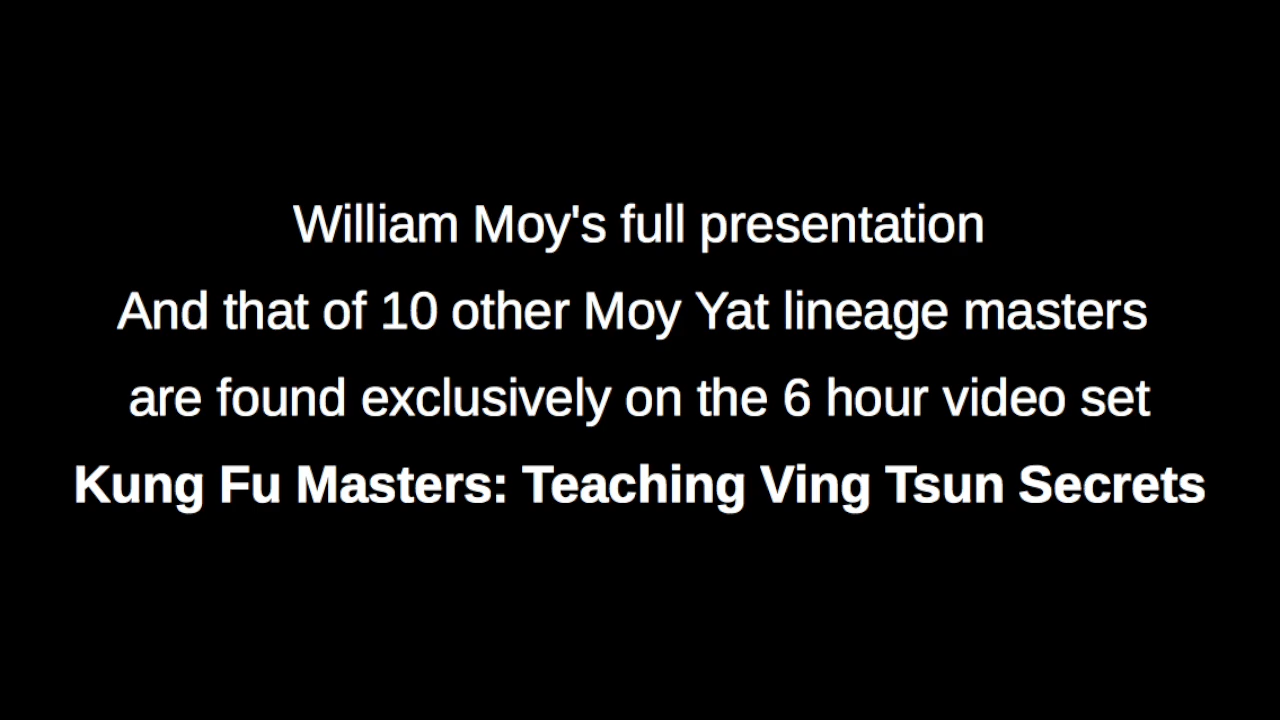 William Moy's full presentation
And that of 10 other Moy Yat lineage masters
are found exclusively on the 6 hour video set
Kung Fu Masters: Teaching Ving Tsun Secrets